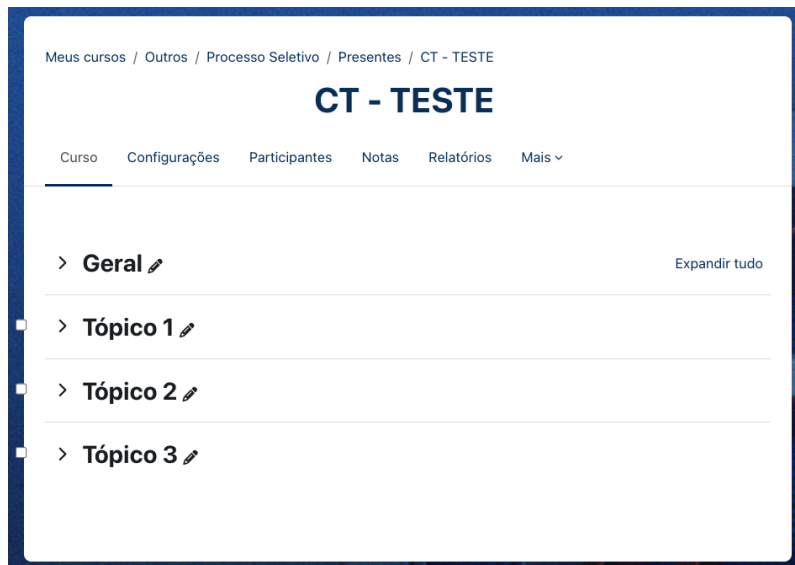 Meus cursos / Outros / Processo Seletivo / Presentes / CT - TESTE
CT - TESTE
Curso Configurações Participantes Notas Relatórios Mais
Geral Expandir tudo
Tópico 1
Tópico 2
Tópico 3